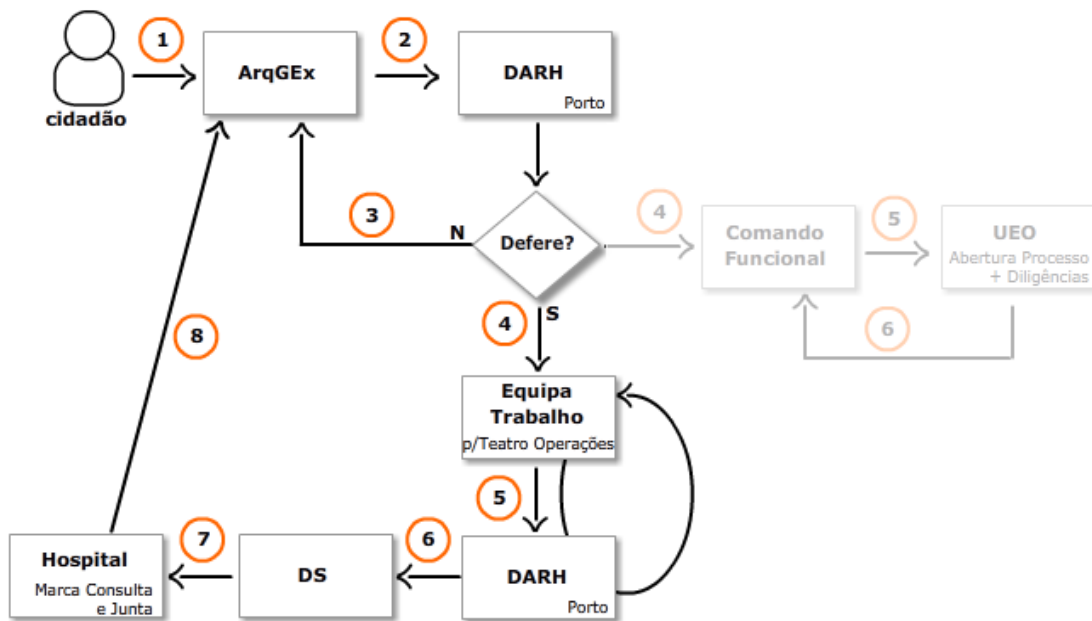 1
2
ArqGEx
DARH
Porto
cidadão
3
N
Defere?
4
Comando
Funcional
5
UEO
Abertura Processo
+ Diligências
6
8
4
S
Equipa
Trabalho
p/Teatro Operações
5
7
6
Hospital
Marca Consulta
e Junta
DS
DARH
Porto